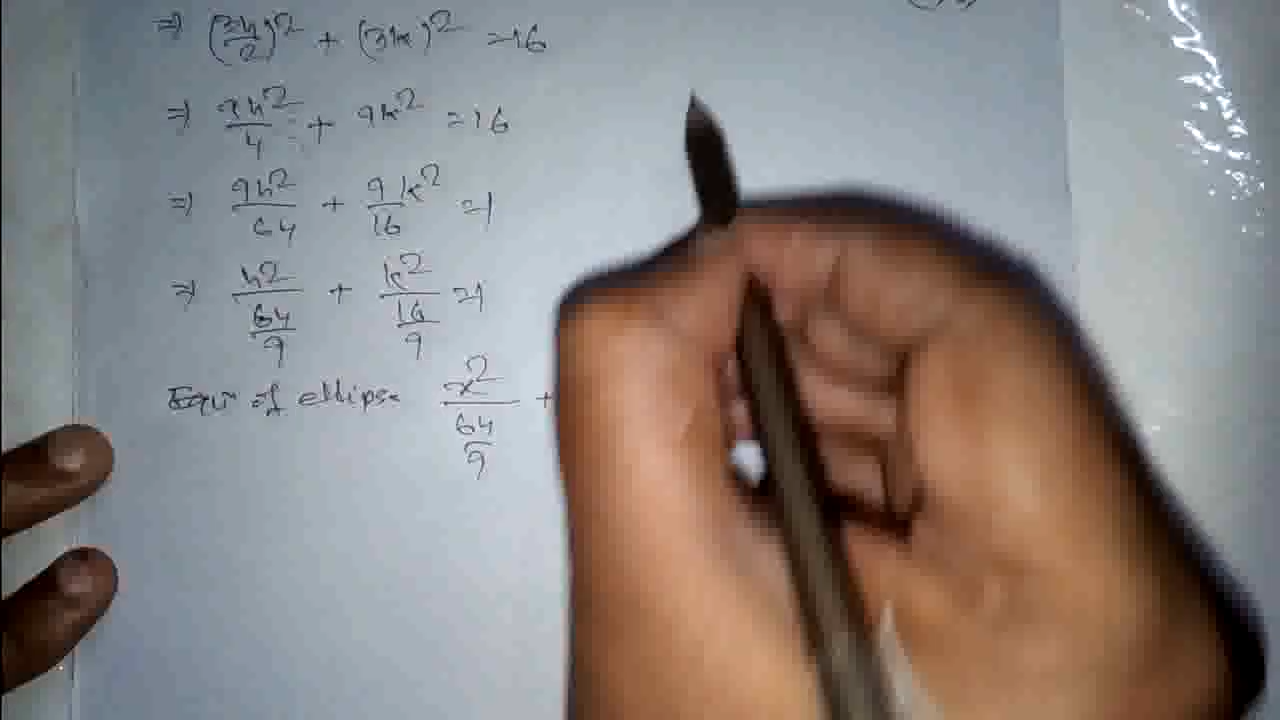 ⇒ (3h/2)² + (3k)² = 16
⇒ 9h²/4 + 9k² = 16
⇒ 9h²/64 + 9k²/16 = 1
⇒ h²/(64/9) + k²/(16/9) = 1
Eqn of ellipse x²/(64/9) +